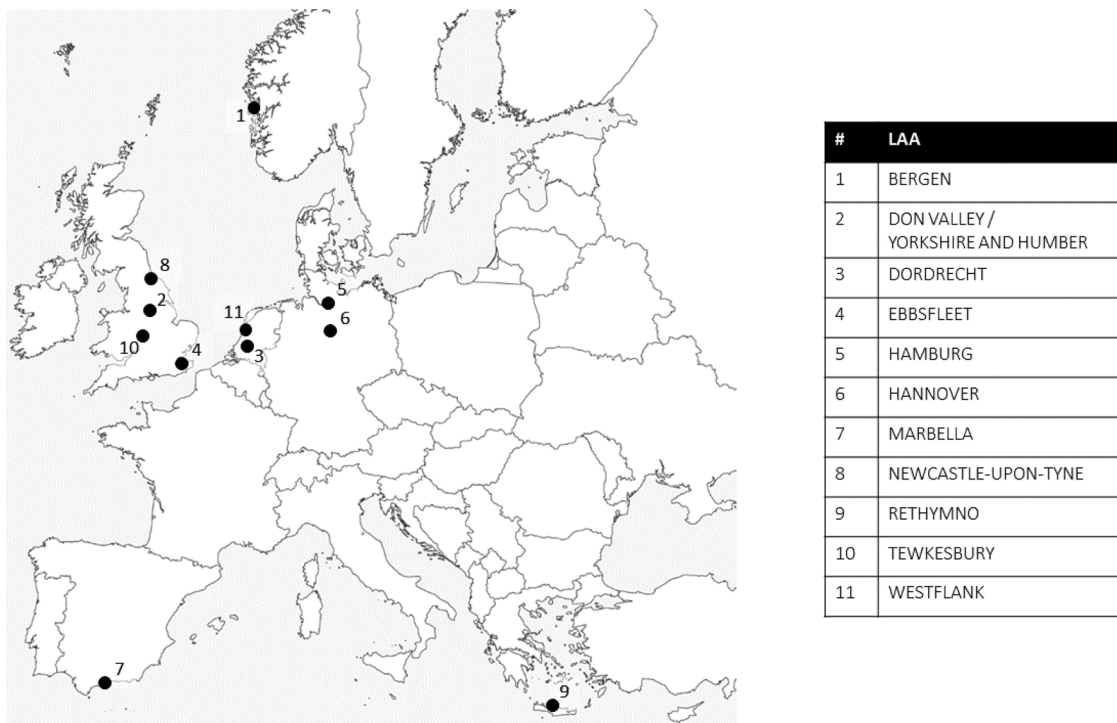 1
8
2
5
11
6
10
4
3
7
9
# LAA
1 BERGEN
2 DON VALLEY /
YORKSHIRE AND HUMBER
3 DORDRECHT
4 EBBSFLEET
5 HAMBURG
6 HANNOVER
7 MARBELLA
8 NEWCASTLE-UPON-TYNE
9 RETHYMNO
10 TEWKESBURY
11 WESTFLANK